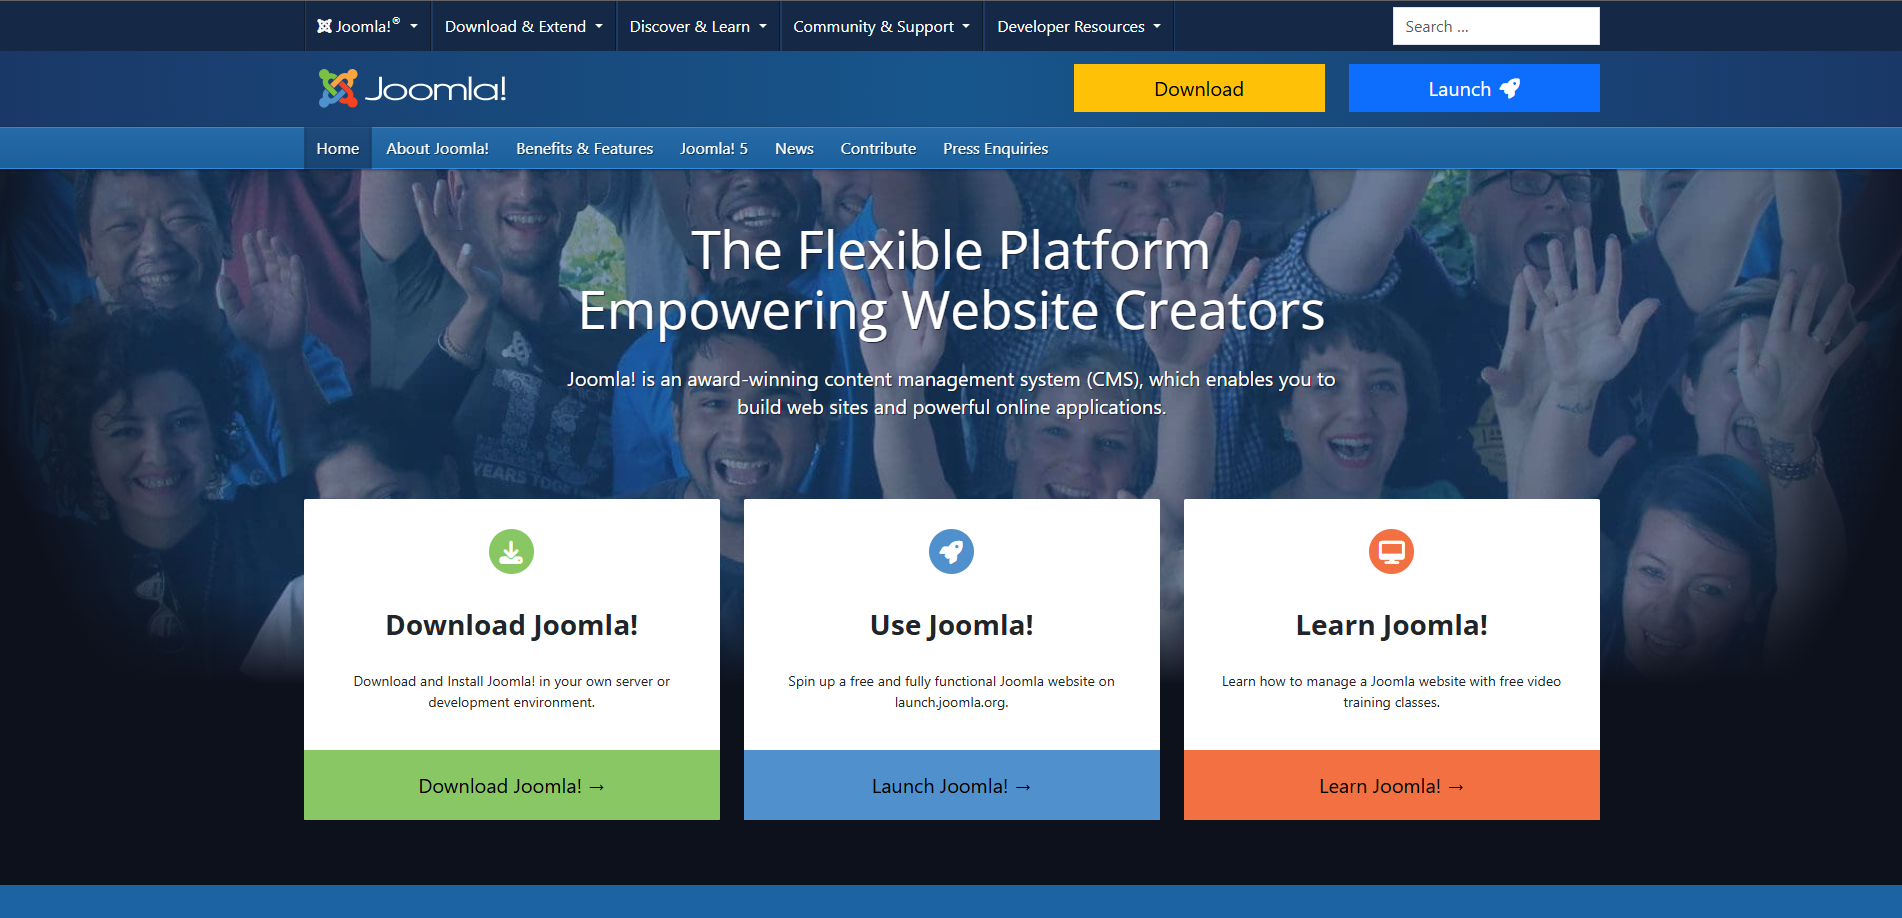 Joomla!®
Download & Extend
Discover & Learn
Community & Support
Developer Resources
Search ...
Joomla!
Download
Launch
Home
About Joomla!
Benefits & Features
Joomla! 5
News
Contribute
Press Enquiries
The Flexible Platform
Empowering Website Creators
Joomla! is an award-winning content management system (CMS), which enables you to
build web sites and powerful online applications.
YEARS TOGETHER
Download Joomla!
Download and Install Joomla! in your own server or
development environment.
Download Joomla! →
Use Joomla!
Spin up a free and fully functional Joomla website on
launch.joomla.org.
Launch Joomla! →
Learn Joomla!
Learn how to manage a Joomla website with free video
training classes.
Learn Joomla! →